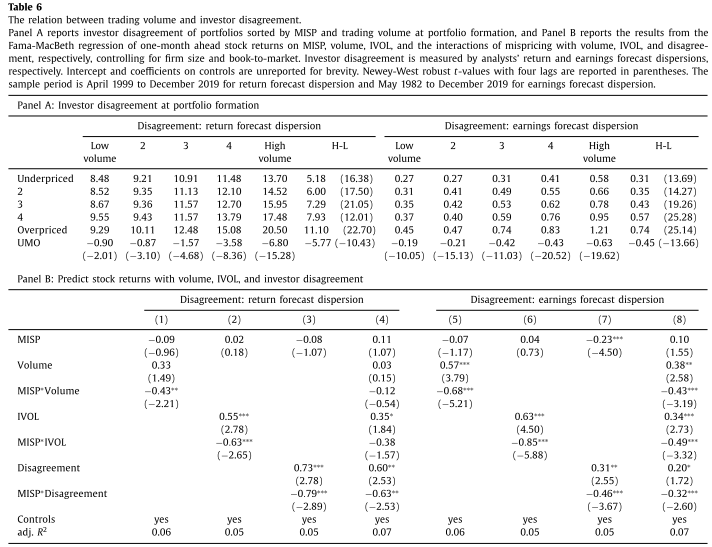 Table 6
The relation between trading volume and investor disagreement.
Panel A reports investor disagreement of portfolios sorted by MISP and trading volume at portfolio formation, and Panel B reports the results from the
Fama-MacBeth regression of one-month ahead stock returns on MISP, volume, IVOL, and the interactions of mispricing with volume, IVOL, and disagree-
ment, respectively, controlling for firm size and book-to-market. Investor disagreement is measured by analysts' return and earnings forecast dispersions,
respectively. Intercept and coefficients on controls are unreported for brevity. Newey-West robust t-values with four lags are reported in parentheses. The
sample period is April 1999 to December 2019 for return forecast dispersion and May 1982 to December 2019 for earnings forecast dispersion.
Panel A: Investor disagreement at portfolio formation
Disagreement: return forecast dispersion Disagreement: earnings forecast dispersion
Low 2 3 4 High H-L Low 2 3 4 High H-L
volume volume volume volume
Underpriced 8.48 9.21 10.91 11.48 13.70 5.18 (16.38) 0.27 0.27 0.31 0.41 0.58 0.31 (13.69)
2 8.52 9.35 11.13 12.10 14.52 6.00 (17.50) 0.31 0.41 0.49 0.55 0.66 0.35 (14.27)
3 8.67 9.36 11.57 12.70 15.95 7.29 (21.05) 0.35 0.42 0.53 0.62 0.78 0.43 (19.26)
4 9.55 9.43 11.57 13.79 17.48 7.93 (12.01) 0.37 0.40 0.59 0.76 0.95 0.57 (25.28)
Overpriced 9.29 10.11 12.48 15.08 20.50 11.10 (22.70) 0.45 0.47 0.74 0.83 1.21 0.74 (25.14)
UMO −0.90 −0.87 −1.57 −3.58 −6.80 −5.77 (−10.43) −0.19 −0.21 −0.42 −0.43 −0.63 −0.45 (−13.66)
(−2.01) (−3.10) (−4.68) (−8.36) (−15.28) (−10.05) (−15.13) (−11.03) (−20.52) (−19.62)
Panel B: Predict stock returns with volume, IVOL, and investor disagreement
Disagreement: return forecast dispersion Disagreement: earnings forecast dispersion
(1) (2) (3) (4) (5) (6) (7) (8)
MISP −0.09 0.02 −0.08 0.11 −0.07 0.04 −0.23*** 0.10
(−0.96) (0.18) (−1.07) (1.07) (−1.17) (0.73) (−4.50) (1.55)
Volume 0.33 0.03 0.57*** 0.38**
(1.49) (0.15) (3.79) (2.58)
MISP*Volume −0.43** −0.12 −0.68*** −0.43***
(−2.21) (−0.54) (−5.21) (−3.19)
IVOL 0.55*** 0.35* 0.63*** 0.34***
(2.78) (1.84) (4.50) (2.73)
MISP*IVOL −0.63*** −0.38 −0.85*** −0.49***
(−2.65) (−1.57) (−5.88) (−3.32)
Disagreement 0.73*** 0.60** 0.31** 0.20*
(2.78) (2.53) (2.55) (1.72)
MISP*Disagreement −0.79*** −0.63** −0.46*** −0.32***
(−2.89) (−2.53) (−3.67) (−2.60)
Controls yes yes yes yes yes yes yes yes
adj. R² 0.06 0.05 0.05 0.07 0.06 0.05 0.05 0.07